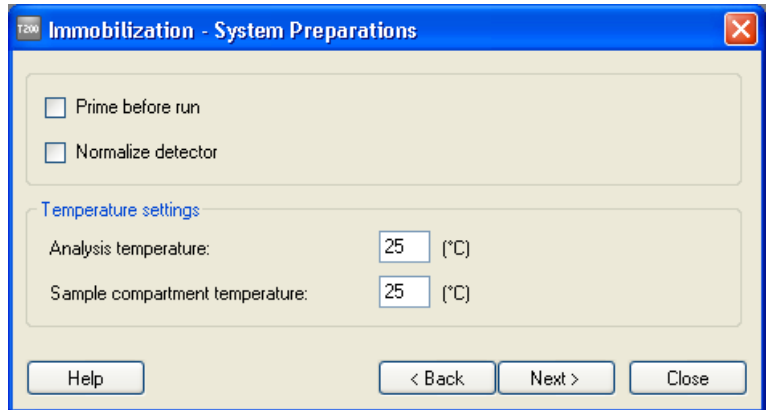 T200 Immobilization - System Preparations
Prime before run
Normalize detector
Temperature settings
Analysis temperature: 25 (°C)
Sample compartment temperature: 25 (°C)
Help < Back Next > Close